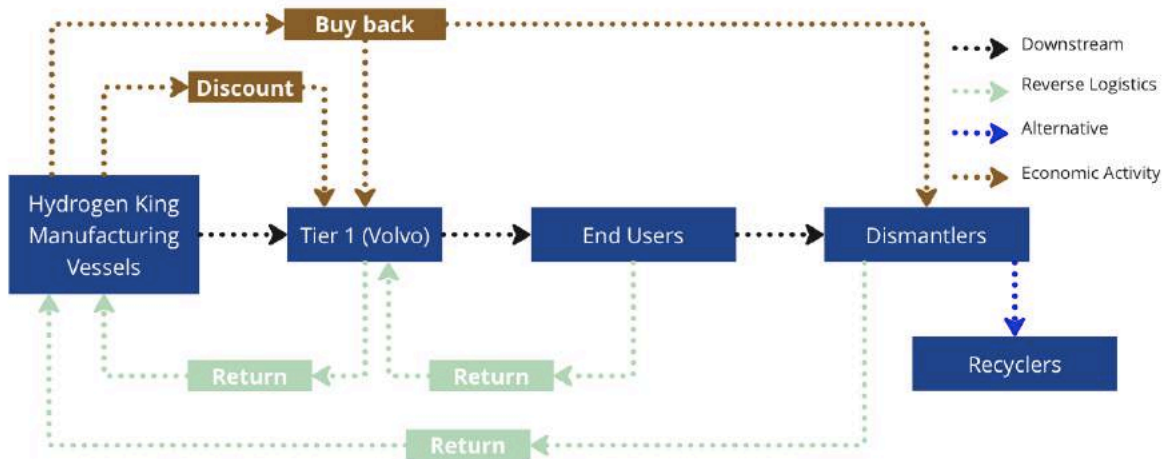 Buy back
Downstream
Discount
Reverse Logistics
Alternative
Economic Activity
Hydrogen King
Manufacturing
Vessels
Tier 1 (Volvo)
End Users
Dismantlers
Return
Return
Recyclers
Return